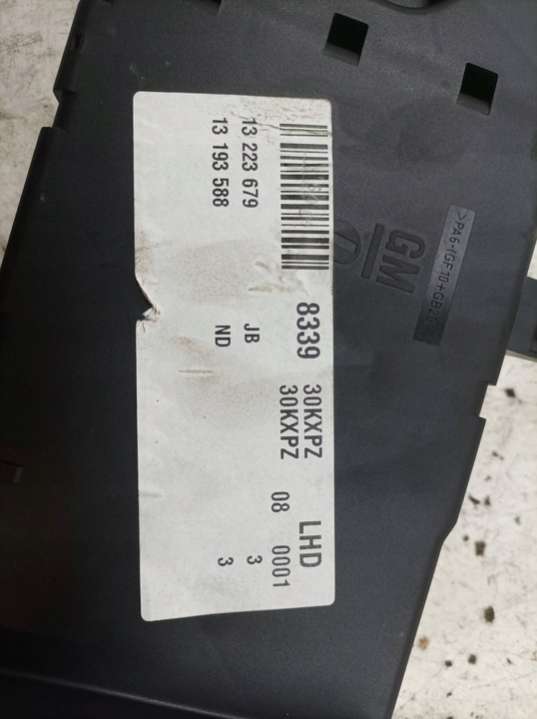 >PA6-(GF10+GB2
GM
8339 30KXPZ LHD
30KXPZ 08 0001
13 223 679 JB 3
13 193 588 ND 3